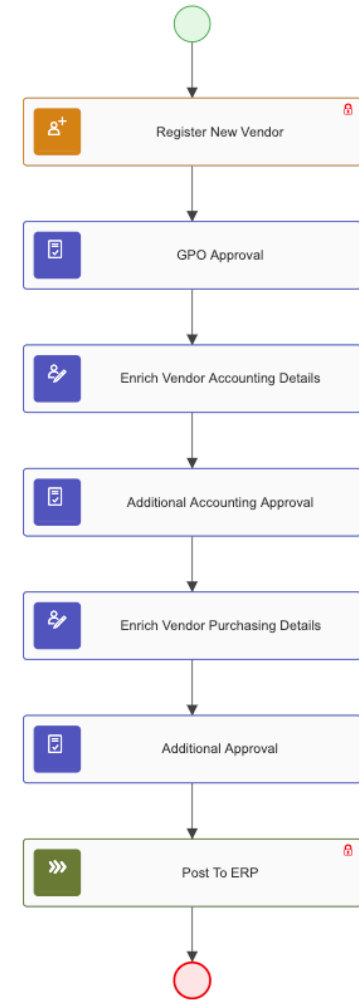 Register New Vendor
GPO Approval
Enrich Vendor Accounting Details
Additional Accounting Approval
Enrich Vendor Purchasing Details
Additional Approval
Post To ERP